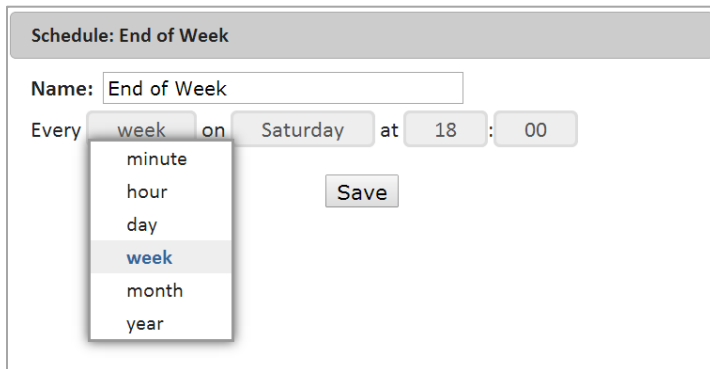 Schedule: End of Week
Name: End of Week
Every week on Saturday at 18 : 00
minute
hour
Save
day
week
month
year